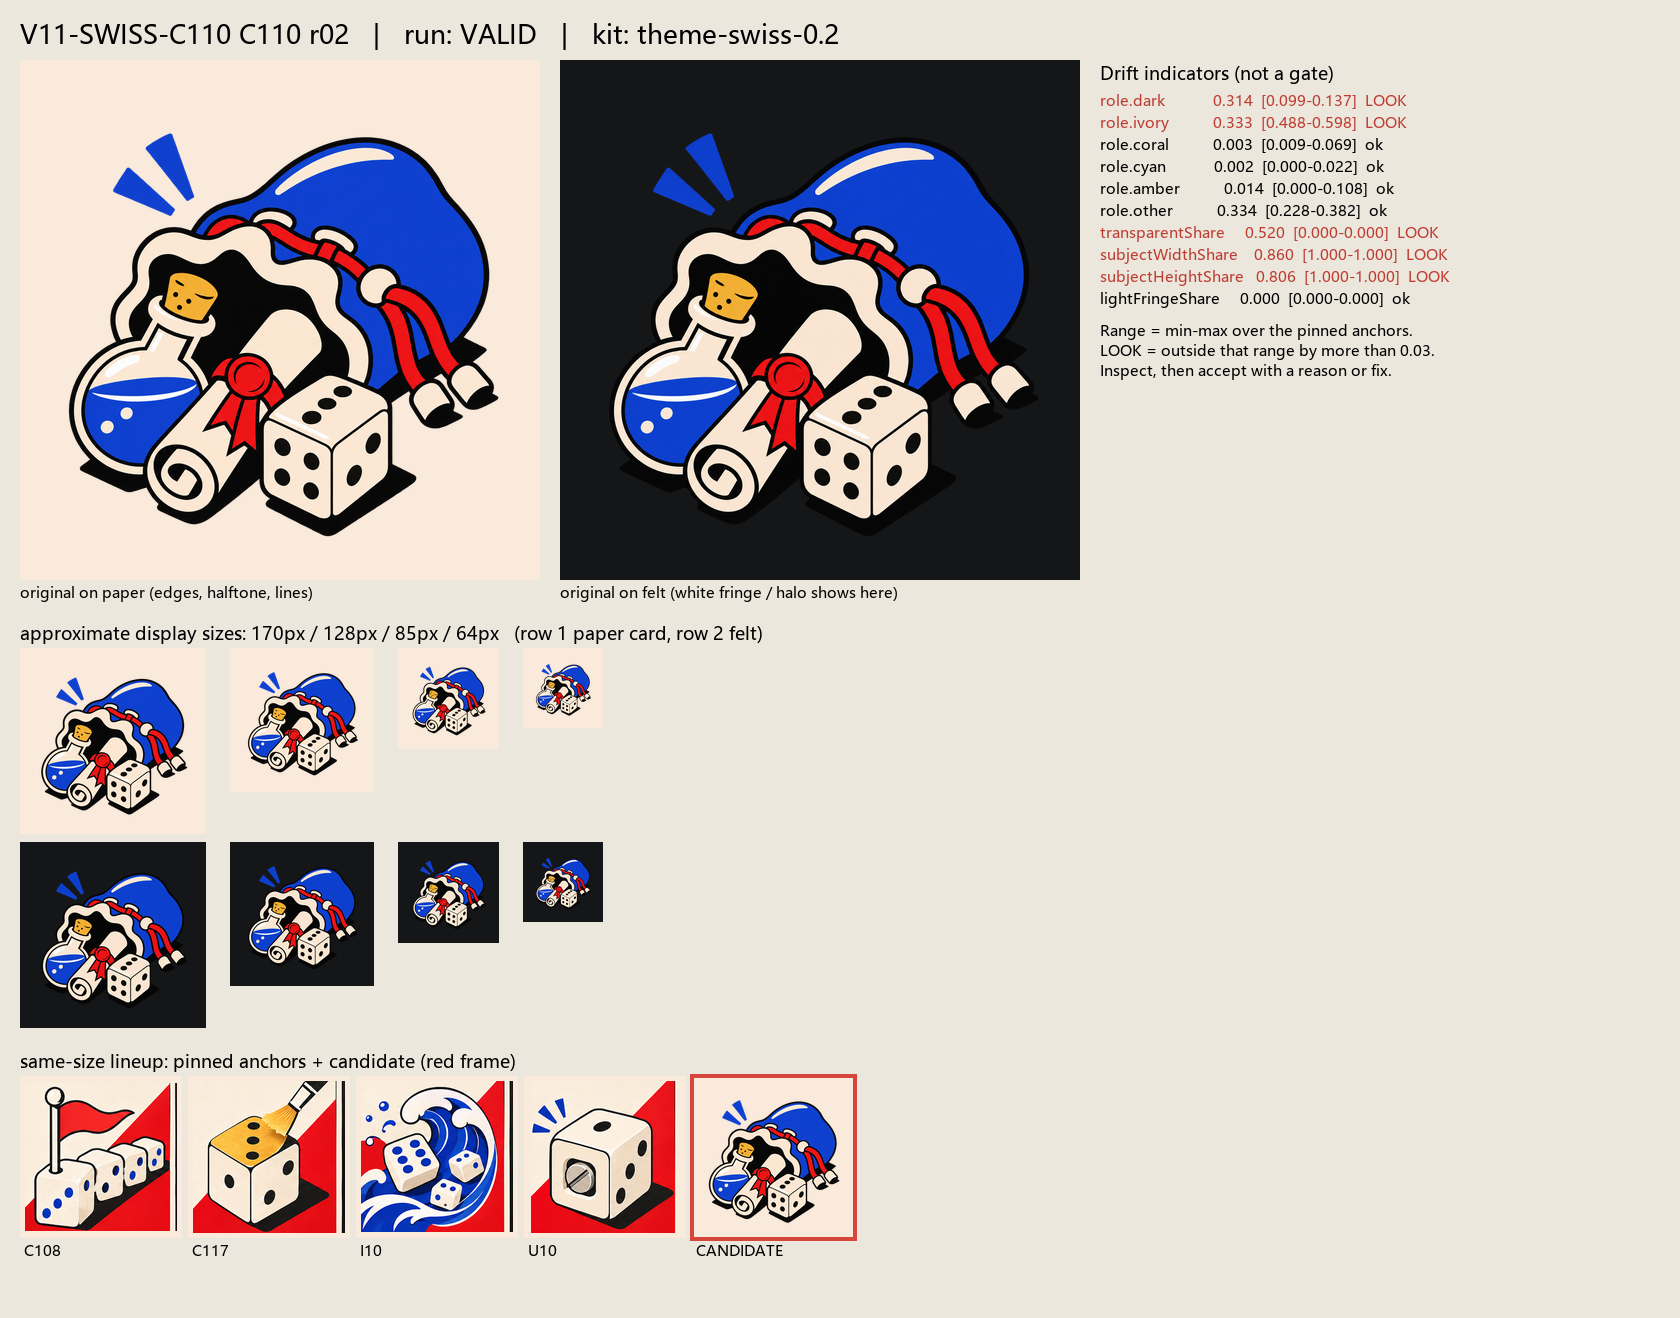 V11-SWISS-C110 C110 r02 | run: VALID | kit: theme-swiss-0.2
Drift indicators (not a gate)
role.dark 0.314 [0.099-0.137] LOOK
role.ivory 0.333 [0.488-0.598] LOOK
role.coral 0.003 [0.009-0.069] ok
role.cyan 0.002 [0.000-0.022] ok
role.amber 0.014 [0.000-0.108] ok
role.other 0.334 [0.228-0.382] ok
transparentShare 0.520 [0.000-0.000] LOOK
subjectWidthShare 0.860 [1.000-1.000] LOOK
subjectHeightShare 0.806 [1.000-1.000] LOOK
lightFringeShare 0.000 [0.000-0.000] ok
Range = min-max over the pinned anchors.
LOOK = outside that range by more than 0.03.
Inspect, then accept with a reason or fix.
original on paper (edges, halftone, lines)
original on felt (white fringe / halo shows here)
approximate display sizes: 170px / 128px / 85px / 64px (row 1 paper card, row 2 felt)
same-size lineup: pinned anchors + candidate (red frame)
C108
C117
I10
U10
CANDIDATE